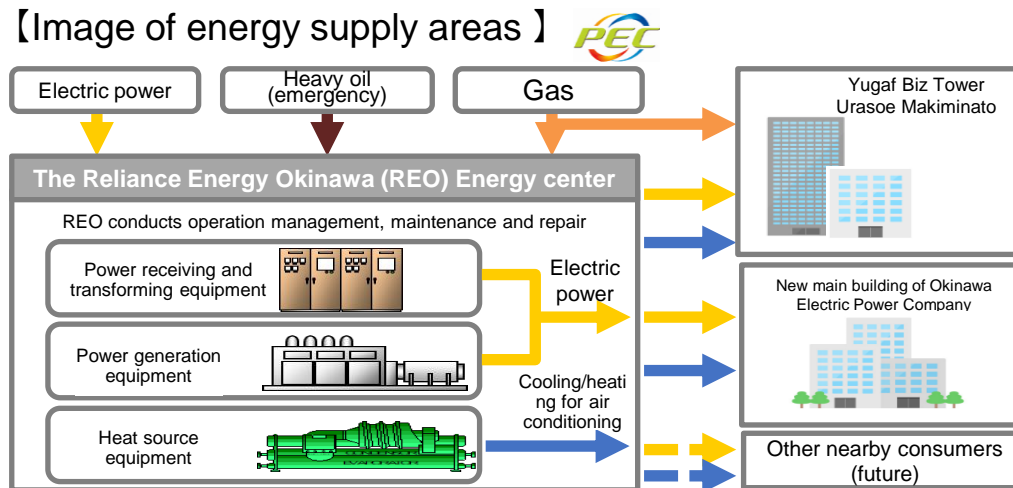 【Image of energy supply areas 】
PEC
Electric power
Heavy oil
(emergency)
Gas
Yugaf Biz Tower
Urasoe Makiminato
The Reliance Energy Okinawa (REO) Energy center
REO conducts operation management, maintenance and repair
Power receiving and
transforming equipment
Electric
power
New main building of Okinawa
Electric Power Company
Power generation
equipment
Cooling/heati
ng for air
conditioning
Heat source
equipment
CONDENSOR
EVAPORATOR
Other nearby consumers
(future)